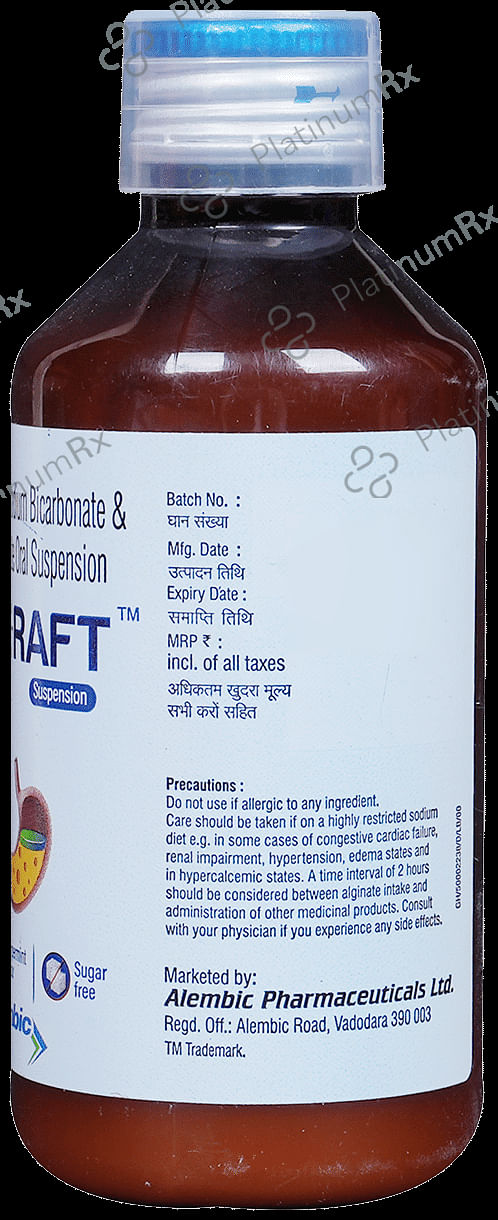 Bicarbonate &
Oral Suspension
RAFT™
Suspension
Sugar
free
Batch No. :
घान संख्या
Mfg. Date :
उत्पादन तिथि
Expiry Date :
समाप्ति तिथि
MRP ₹ :
incl. of all taxes
अधिकतम खुदरा मूल्य
सभी करों सहित
Precautions :
Do not use if allergic to any ingredient.
Care should be taken if on a highly restricted sodium
diet e.g. in some cases of congestive cardiac failure,
renal impairment, hypertension, edema states and
in hypercalcemic states. A time interval of 2 hours
should be considered between alginate intake and
administration of other medicinal products. Consult
with your physician if you experience any side effects.
Marketed by:
Alembic Pharmaceuticals Ltd.
Regd. Off.: Alembic Road, Vadodara 390 003
TM Trademark.
PlatinumRx
PlatinumRx
PlatinumRx